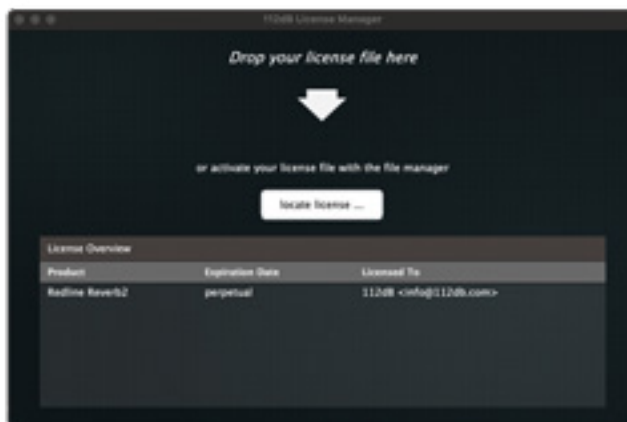 112dB License Manager
Drop your license file here
or activate your license file with the file manager
locate license ...
License Overview
Product Expiration Date Licensed To
Redline Reverb2 perpetual 112dB <info@112db.com>